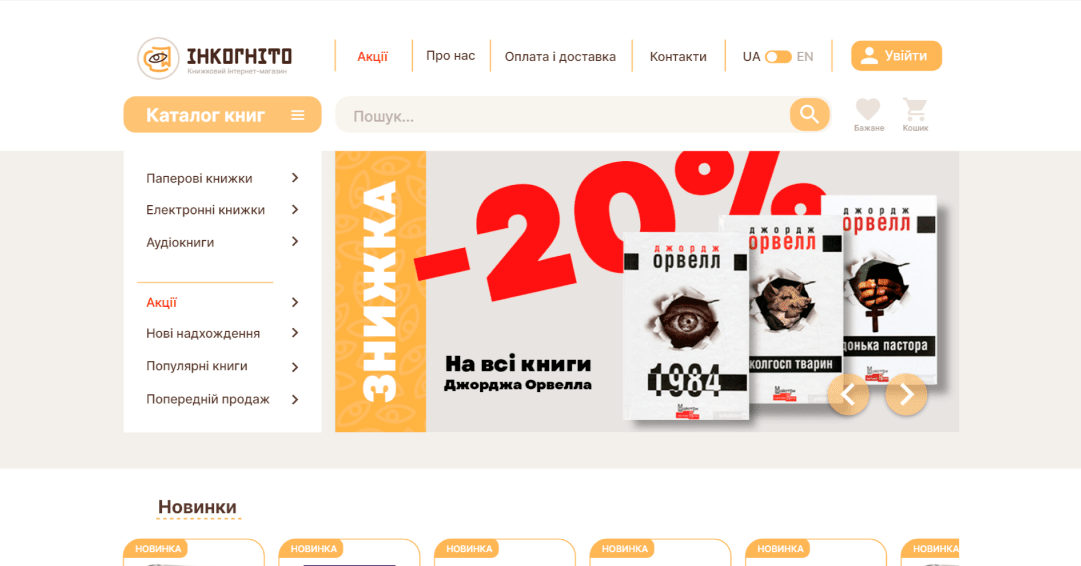 ІНКОГНІТО
Книжковий інтернет-магазин
Акції
Про нас
Оплата і доставка
Контакти
UA EN
Увійти
Каталог книг
Пошук...
Бажане
Кошик
Паперові книжки
Електронні книжки
Аудіокниги
Акції
Нові надходження
Популярні книги
Попередній продаж
ЗНИЖКА
-20%
На всі книги
Джорджа Орвелла
джордж
орвелл
1984
джордж
орвелл
колгосп тварин
джордж
орвелл
донька пастора
Новинки
НОВИНКА
НОВИНКА
НОВИНКА
НОВИНКА
НОВИНКА
НОВИНКА